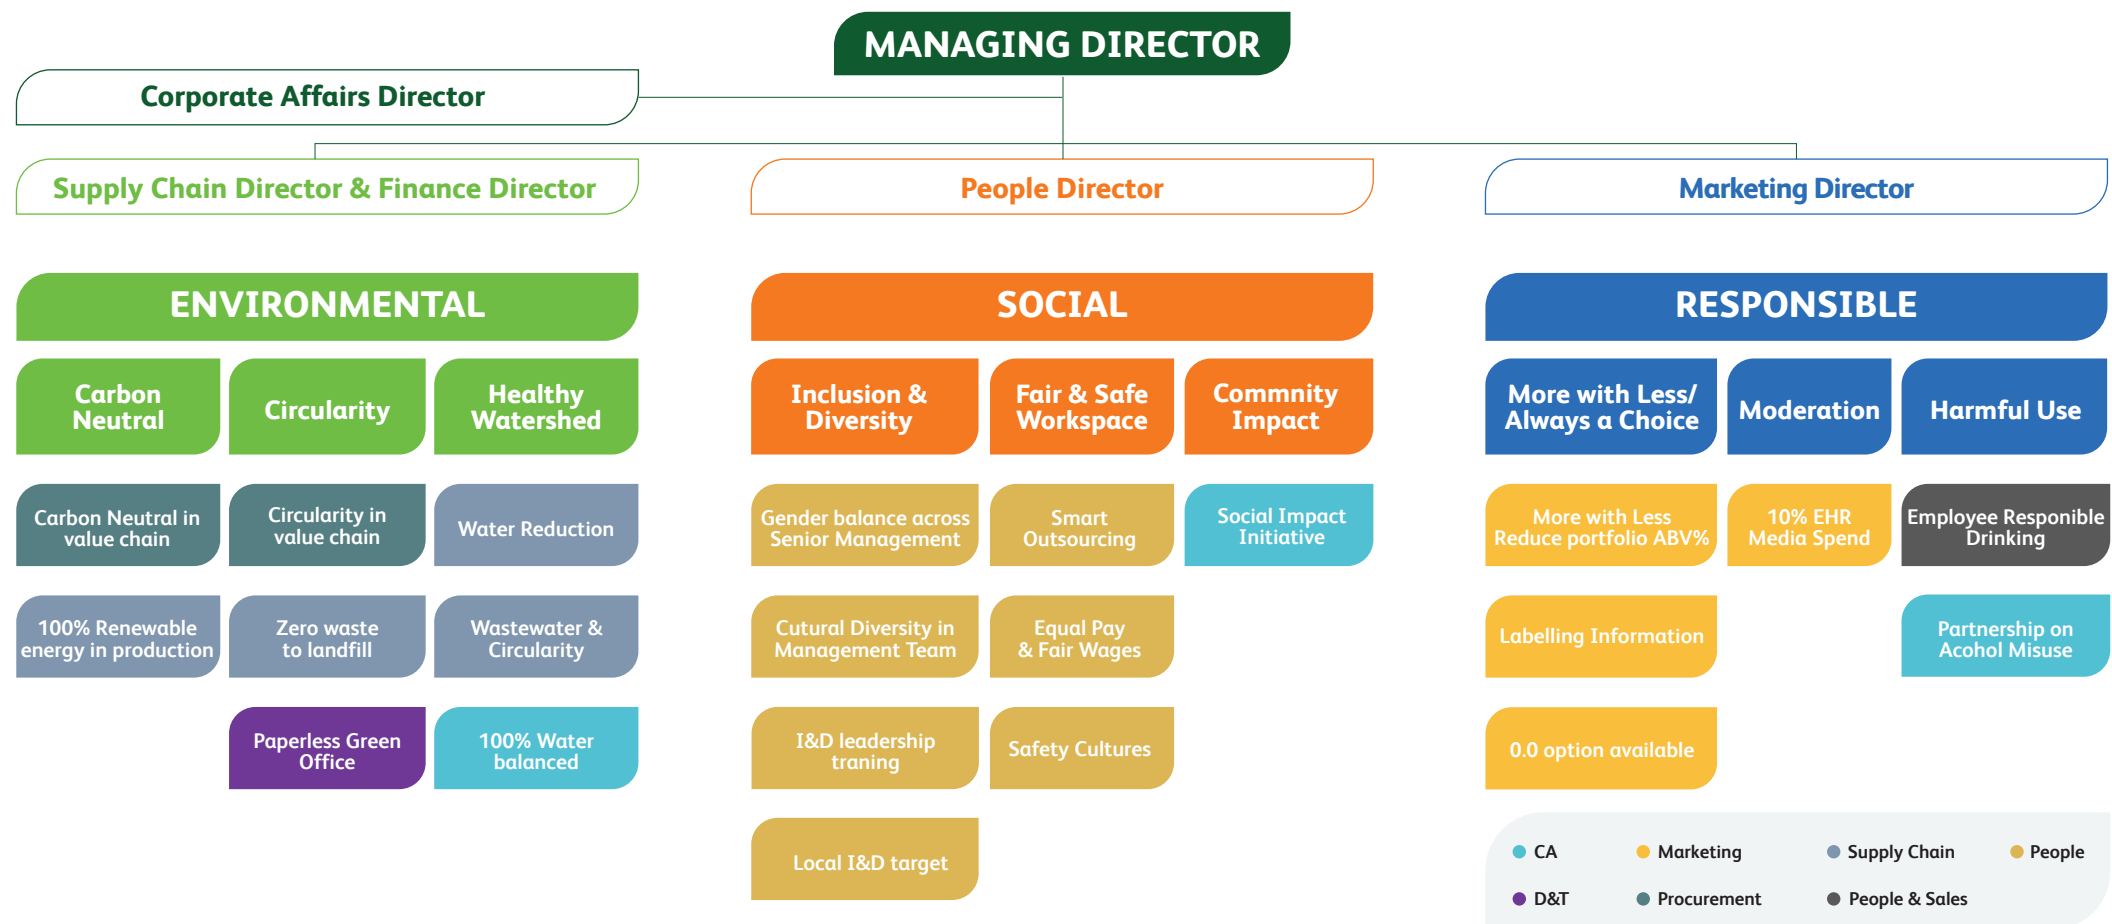 MANAGING DIRECTOR
Corporate Affairs Director
Supply Chain Director & Finance Director
People Director
Marketing Director
ENVIRONMENTAL
Carbon
Neutral
Circularity
Healthy
Watershed
Carbon Neutral in
value chain
Circularity in
value chain
Water Reduction
100% Renewable
energy in production
Zero waste
to landfill
Wastewater &
Circularity
Paperless Green
Office
100% Water
balanced
SOCIAL
Inclusion &
Diversity
Fair & Safe
Workspace
Commnity
Impact
Gender balance across
Senior Management
Smart
Outsourcing
Social Impact
Initiative
Cutural Diversity in
Management Team
Equal Pay
& Fair Wages
I&D leadership
traning
Safety Cultures
Local I&D target
RESPONSIBLE
More with Less/
Always a Choice
Moderation
Harmful Use
More with Less
Reduce portfolio ABV%
10% EHR
Media Spend
Employee Responible
Drinking
Labelling Information
Partnership on
Acohol Misuse
0.0 option available
CA
Marketing
Supply Chain
People
D&T
Procurement
People & Sales